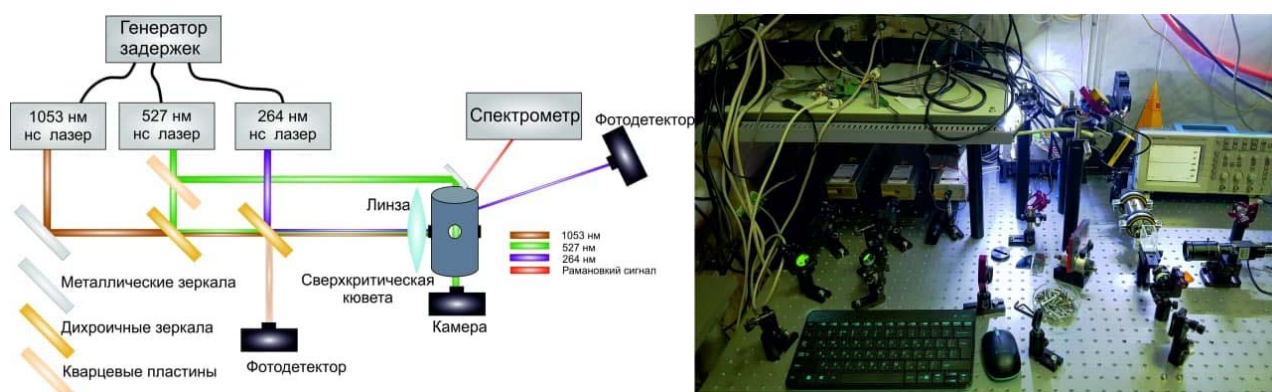 Генератор
задержек
1053 нм
нс лазер
527 нм
нс лазер
264 нм
нс лазер
Спектрометр
Фотодетектор
Линза
1053 нм
527 нм
264 нм
Рамановкий сигнал
Металлические зеркала
Сверхкритическая
кювета
Камера
Дихроичные зеркала
Фотодетектор
Кварцевые пластины